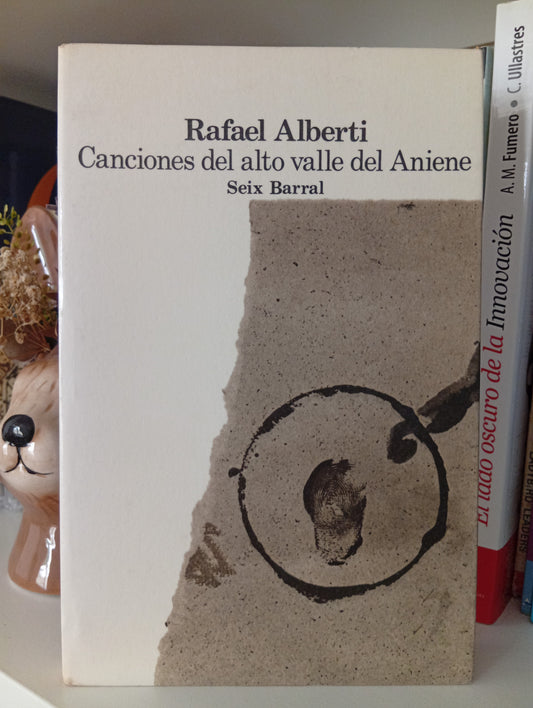 Rafael Alberti
Canciones del alto valle del Aniene
Seix Barral
El lado oscuro de la Innovación A. M. Fumero • C. Ullastres